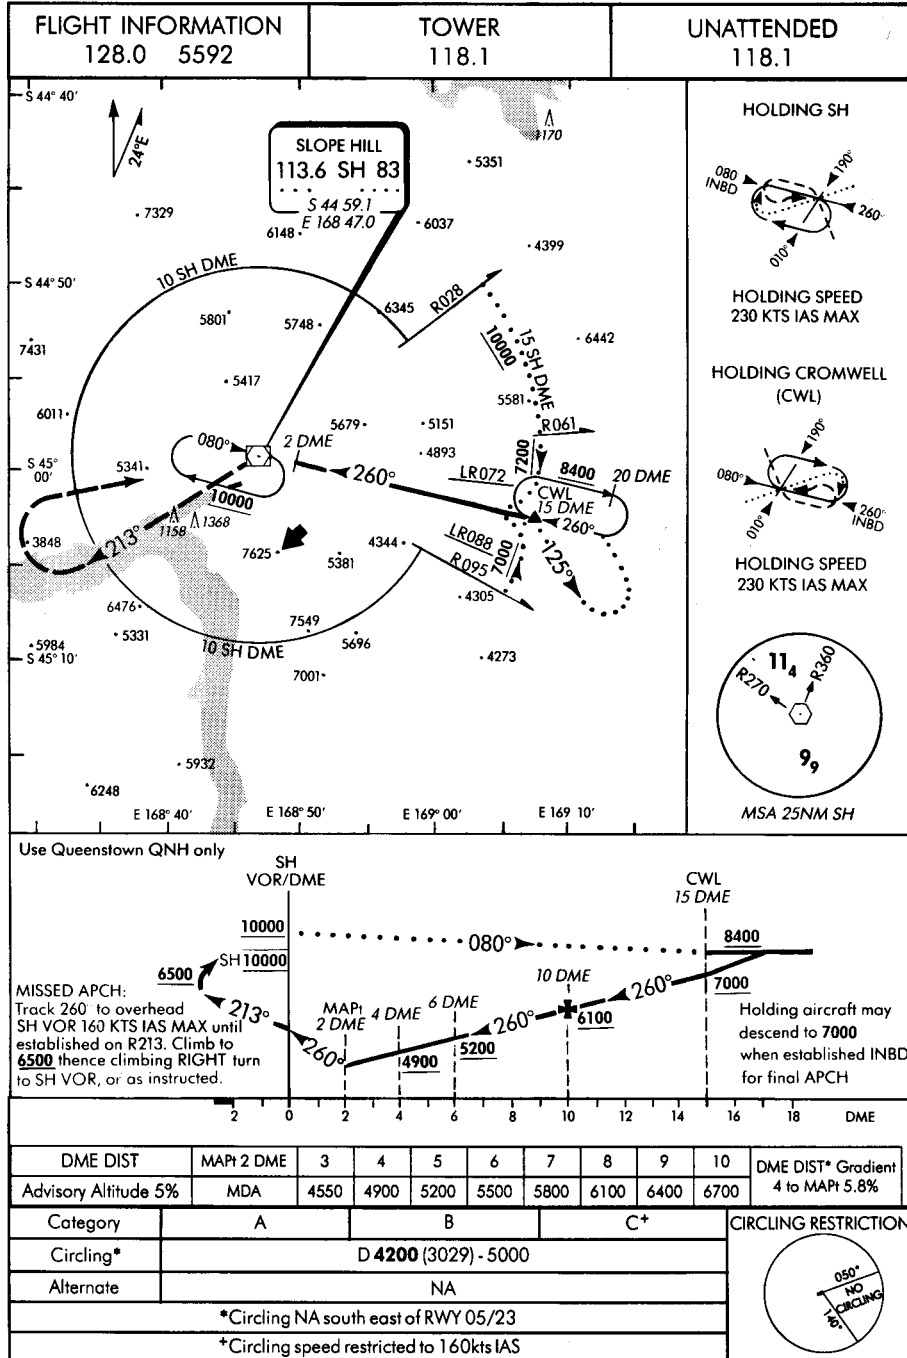 FLIGHT INFORMATION
128.0 5592
TOWER
118.1
UNATTENDED
118.1
S 44° 40'
24°E
SLOPE HILL
113.6 SH 83
S 44 59.1
E 168 47.0
1170
5351
7329
6148
6037
4399
S 44° 50'
10 SH DME
R028
6345
5801
5748
10000
15 SH DME
6442
7431
5417
5581
6011
5679
5151
R061
080°
2 DME
4893
7200
S 45° 00'
5341
260°
LR072
8400
20 DME
10000
CWL
15 DME
260°
1158
1368
213°
3848
7625
4344
LR088
7000
125°
5381
R095
4305
6476
7549
5331
5696
5984
10 SH DME
S 45° 10'
4273
7001
5932
6248
E 168° 40'
E 168° 50'
E 169° 00'
E 169° 10'
HOLDING SH
080
INBD
190°
260°
010°
HOLDING SPEED
230 KTS IAS MAX
HOLDING CROMWELL
(CWL)
190°
080°
260°
INBD
010°
HOLDING SPEED
230 KTS IAS MAX
11₄
R270
R360
9₉
MSA 25NM SH
Use Queenstown QNH only
SH
VOR/DME
CWL
15 DME
10000
080°
8400
SH 10000
6500
10 DME
260°
7000
MISSED APCH:
Track 260° to overhead
SH VOR 160 KTS IAS MAX until
established on R213. Climb to
6500 thence climbing RIGHT turn
to SH VOR, or as instructed.
213°
260°
MAPt
2 DME
4 DME
6 DME
260°
6100
5200
4900
Holding aircraft may
descend to 7000
when established INBD
for final APCH
2 0 2 4 6 8 10 12 14 16 18 DME
DME DIST MAPt 2 DME 3 4 5 6 7 8 9 10 DME DIST* Gradient
Advisory Altitude 5% MDA 4550 4900 5200 5500 5800 6100 6400 6700 4 to MAPt 5.8%
Category A B C+
Circling* D 4200 (3029) - 5000
Alternate NA
*Circling NA south east of RWY 05/23
+Circling speed restricted to 160kts IAS
CIRCLING RESTRICTION
050°
NO
CIRCLING
140°